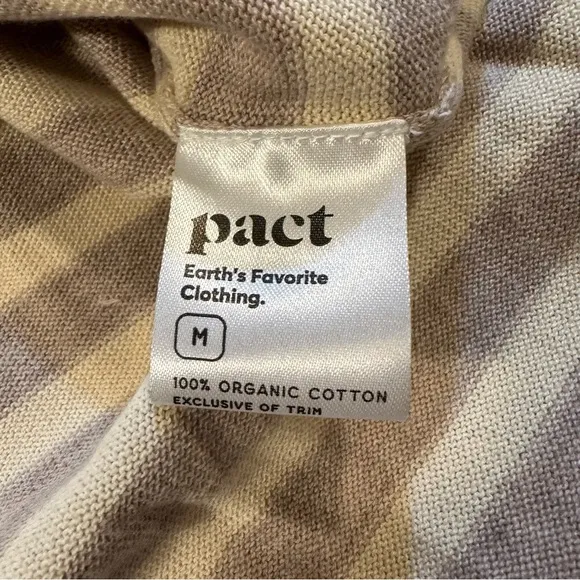 pact
Earth's Favorite
Clothing.
M
100% ORGANIC COTTON
EXCLUSIVE OF TRIM